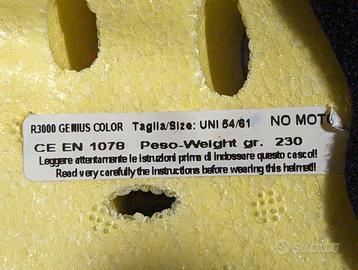 R3000 GENIUS COLOR Taglia/Size: UNI 54/61 NO MOTO
CE EN 1078 Peso-Weight gr. 230
Leggere attentamente le istruzioni prima di indossare questo casco!!
Read very carefully the instructions before wearing this helmet!!
subito